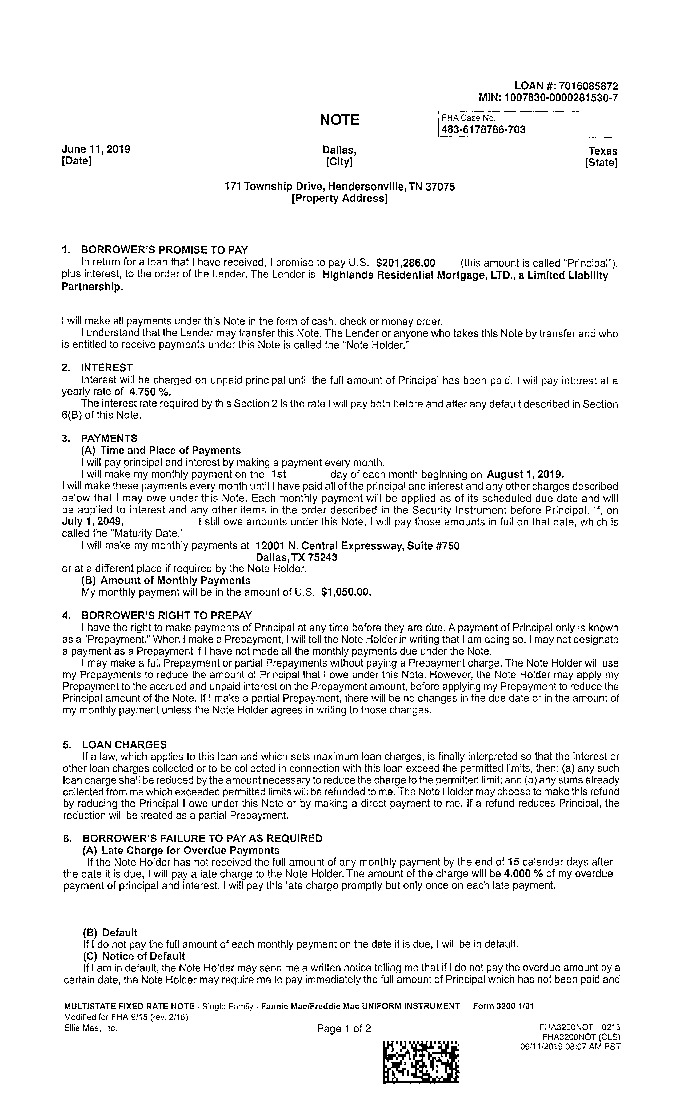 LOAN #: 7016085872
MIN: 1007830-0000281530-7
NOTE
FHA Case No.
483-6178786-703
June 11, 2019 Dallas, Texas
[Date] [City] [State]
171 Township Drive, Hendersonville, TN 37075
[Property Address]
1. BORROWER'S PROMISE TO PAY
In return for a loan that I have received, I promise to pay U.S. $201,286.00 (this amount is called "Principal"),
plus interest, to the order of the Lender. The Lender is Highlands Residential Mortgage, LTD., a Limited Liability
Partnership.
I will make all payments under this Note in the form of cash, check or money order.
I understand that the Lender may transfer this Note. The Lender or anyone who takes this Note by transfer and who
is entitled to receive payments under this Note is called the "Note Holder."
2. INTEREST
Interest will be charged on unpaid principal until the full amount of Principal has been paid. I will pay interest at a
yearly rate of 4.750 %.
The interest rate required by this Section 2 is the rate I will pay both before and after any default described in Section
6(B) of this Note.
3. PAYMENTS
(A) Time and Place of Payments
I will pay principal and interest by making a payment every month.
I will make my monthly payment on the 1st day of each month beginning on August 1, 2019.
I will make these payments every month until I have paid all of the principal and interest and any other charges described
below that I may owe under this Note. Each monthly payment will be applied as of its scheduled due date and will
be applied to interest and any other items in the order described in the Security Instrument before Principal. If, on
July 1, 2049, I still owe amounts under this Note, I will pay those amounts in full on that date, which is
called the "Maturity Date."
I will make my monthly payments at 12001 N. Central Expressway, Suite #750
Dallas, TX 75243
or at a different place if required by the Note Holder.
(B) Amount of Monthly Payments
My monthly payment will be in the amount of U.S. $1,050.00.
4. BORROWER'S RIGHT TO PREPAY
I have the right to make payments of Principal at any time before they are due. A payment of Principal only is known
as a "Prepayment." When I make a Prepayment, I will tell the Note Holder in writing that I am doing so. I may not designate
a payment as a Prepayment if I have not made all the monthly payments due under the Note.
I may make a full Prepayment or partial Prepayments without paying a Prepayment charge. The Note Holder will use
my Prepayments to reduce the amount of Principal that I owe under this Note. However, the Note Holder may apply my
Prepayment to the accrued and unpaid interest on the Prepayment amount, before applying my Prepayment to reduce the
Principal amount of the Note. If I make a partial Prepayment, there will be no changes in the due date or in the amount of
my monthly payment unless the Note Holder agrees in writing to those changes.
5. LOAN CHARGES
If a law, which applies to this loan and which sets maximum loan charges, is finally interpreted so that the interest or
other loan charges collected or to be collected in connection with this loan exceed the permitted limits, then: (a) any such
loan charge shall be reduced by the amount necessary to reduce the charge to the permitted limit; and (b) any sums already
collected from me which exceeded permitted limits will be refunded to me. The Note Holder may choose to make this refund
by reducing the Principal I owe under this Note or by making a direct payment to me. If a refund reduces Principal, the
reduction will be treated as a partial Prepayment.
6. BORROWER'S FAILURE TO PAY AS REQUIRED
(A) Late Charge for Overdue Payments
If the Note Holder has not received the full amount of any monthly payment by the end of 15 calendar days after
the date it is due, I will pay a late charge to the Note Holder. The amount of the charge will be 4.000 % of my overdue
payment of principal and interest. I will pay this late charge promptly but only once on each late payment.
(B) Default
If I do not pay the full amount of each monthly payment on the date it is due, I will be in default.
(C) Notice of Default
If I am in default, the Note Holder may send me a written notice telling me that if I do not pay the overdue amount by a
certain date, the Note Holder may require me to pay immediately the full amount of Principal which has not been paid and
MULTISTATE FIXED RATE NOTE - Single Family - Fannie Mae/Freddie Mac UNIFORM INSTRUMENT Form 3200 1/01
Modified for FHA 9/15 (rev. 2/16)
Ellie Mae, Inc. Page 1 of 2 FHA3200NOT 0216
FHA3200NOT (CLS)
06/11/2019 08:07 AM PST